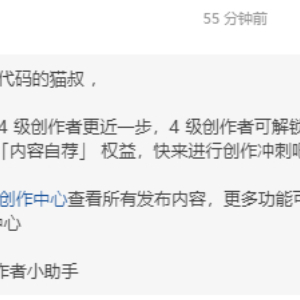 55 分钟前
代码的猫叔，
4 级创作者更近一步，4 级创作者可解锁
「内容自荐」 权益，快来进行创作冲刺
创作中心查看所有发布内容，更多功能可
心
作者小助手